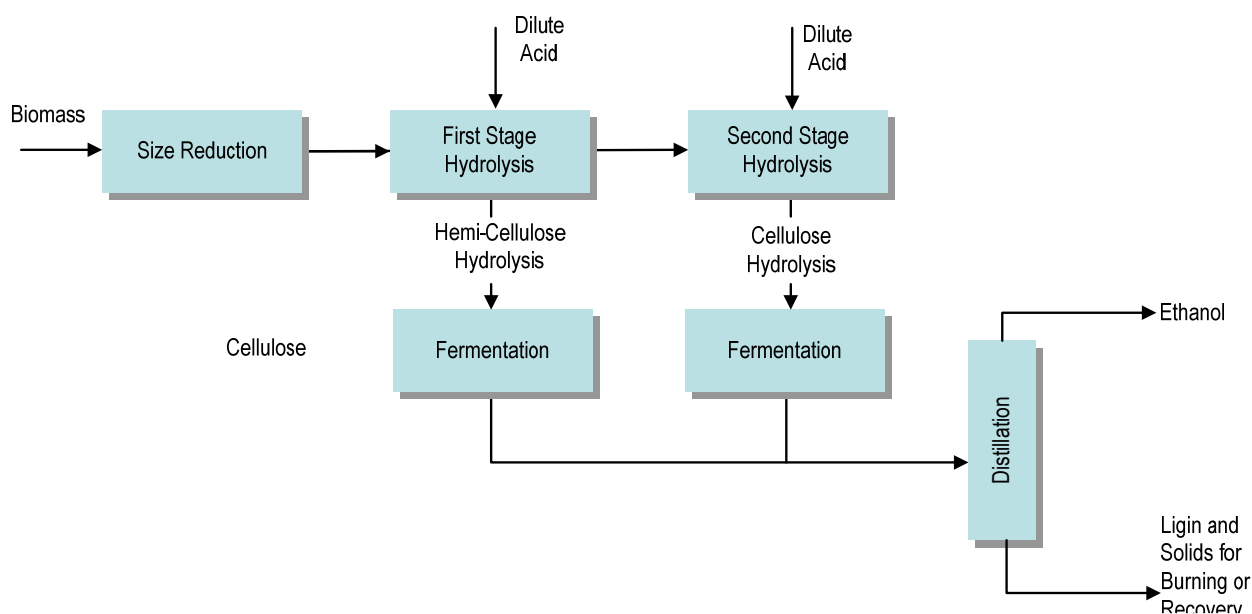 Dilute
Acid
Dilute
Acid
Biomass
Size Reduction
First Stage
Hydrolysis
Second Stage
Hydrolysis
Hemi-Cellulose
Hydrolysis
Cellulose
Hydrolysis
Cellulose
Fermentation
Fermentation
Ethanol
Distillation
Ligin and
Solids for
Burning or
Recovery